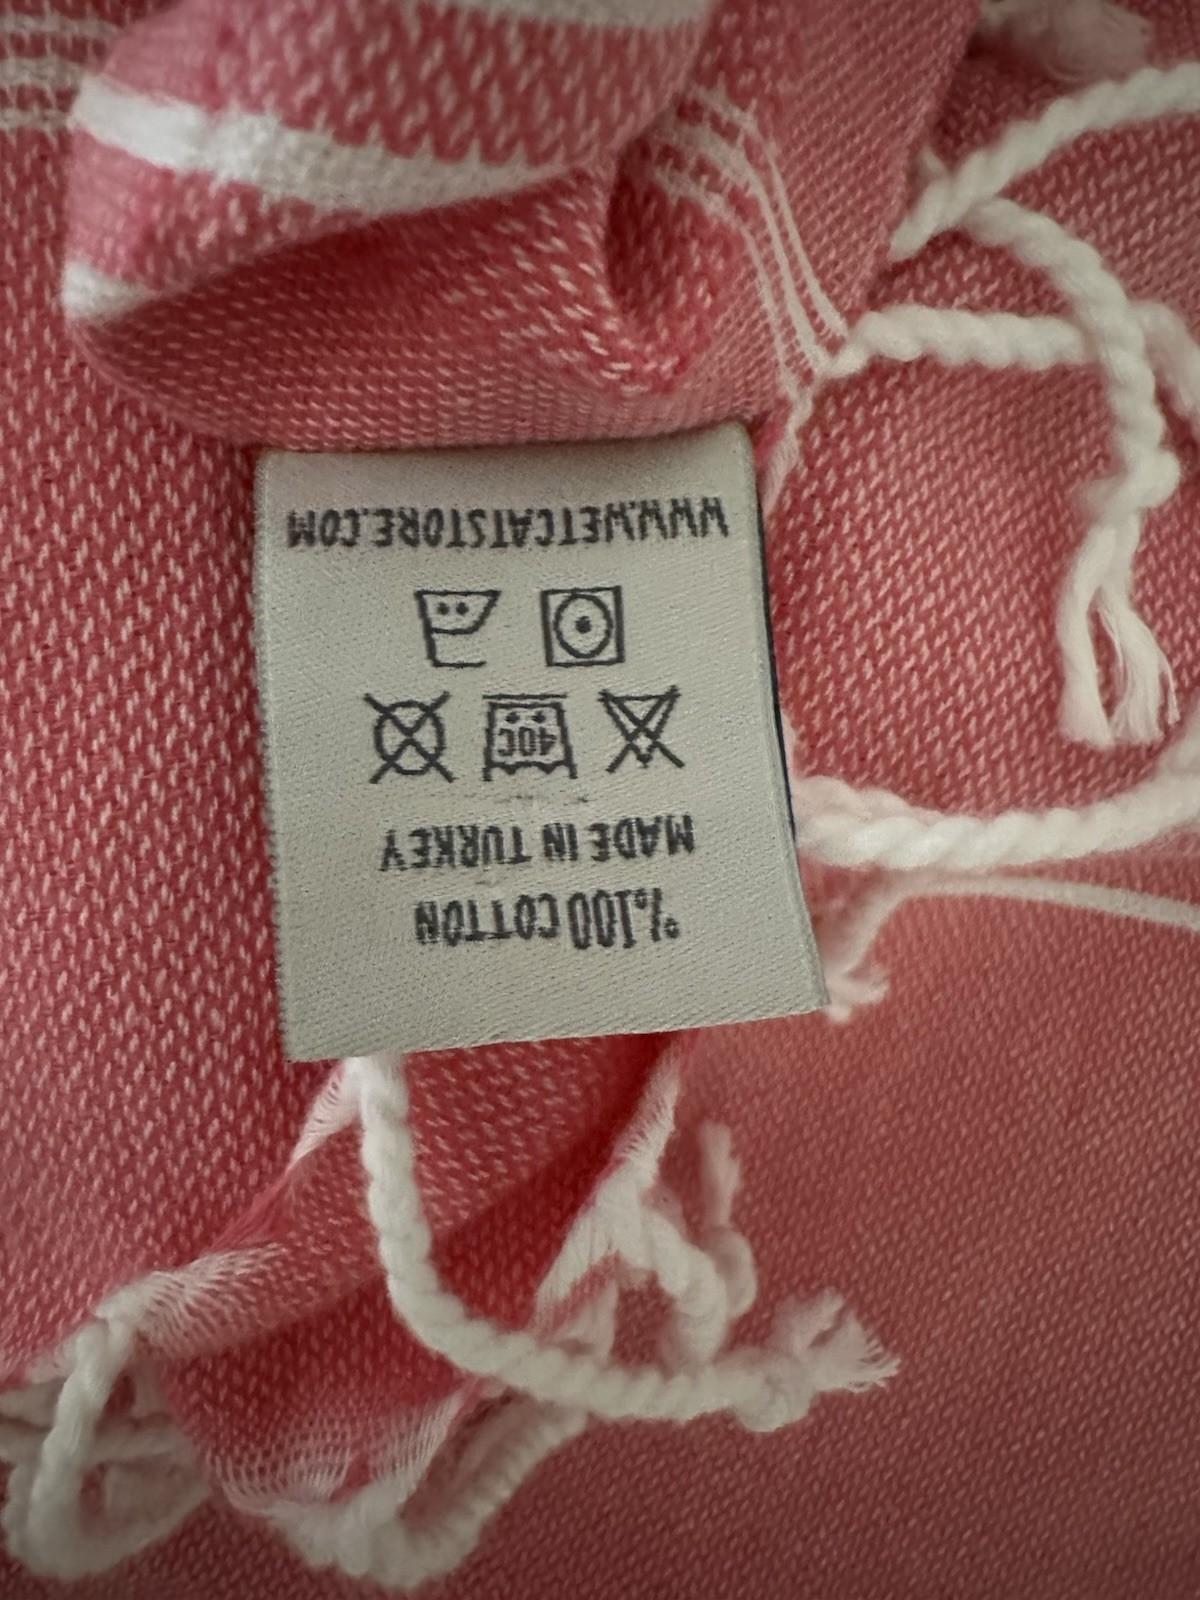 %100 COTTON
MADE IN TURKEY
40C
WWW.WETCATSTORE.COM